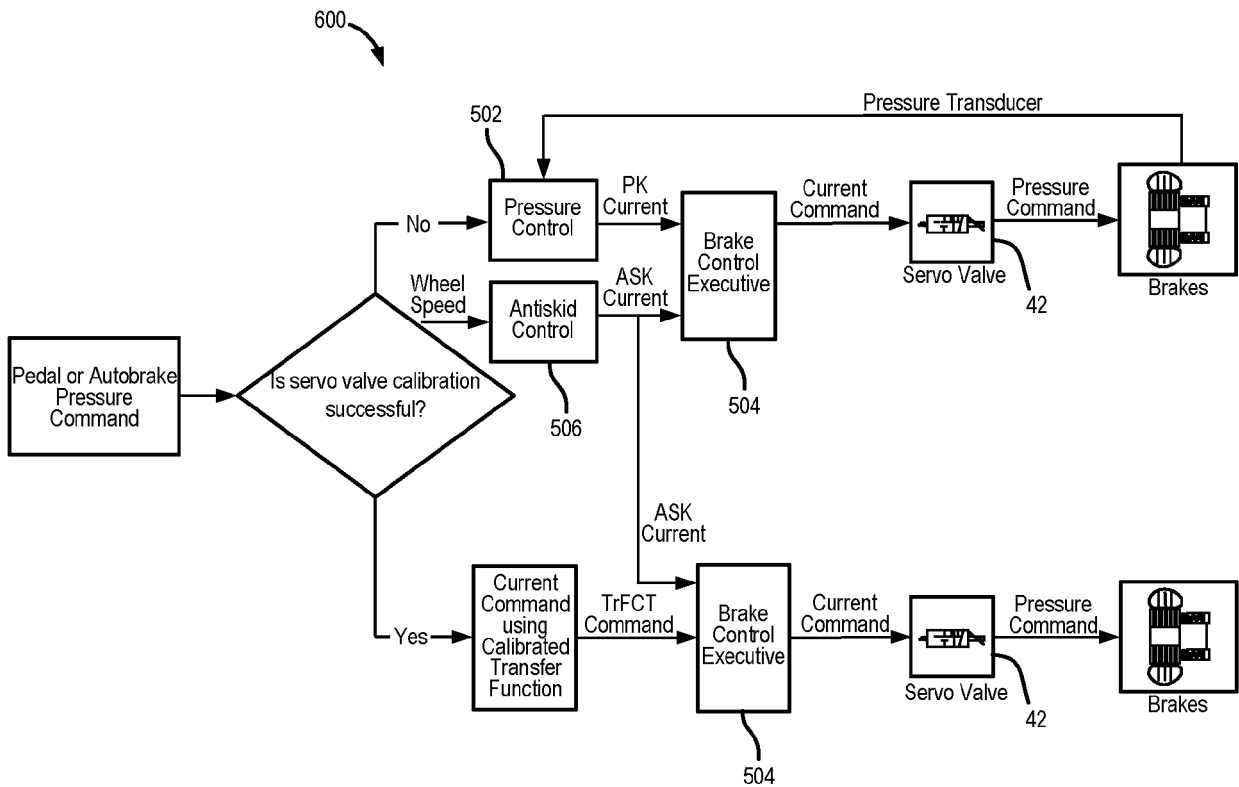 600
Pressure Transducer
502
No
Pressure
Control
PK
Current
Brake
Control
Executive
Current
Command
Servo Valve
42
Pressure
Command
Brakes
Wheel
Speed
Antiskid
Control
506
ASK
Current
504
Pedal or Autobrake
Pressure
Command
Is servo valve calibration
successful?
ASK
Current
Yes
Current
Command
using
Calibrated
Transfer
Function
TrFCT
Command
Brake
Control
Executive
504
Current
Command
Servo Valve
42
Pressure
Command
Brakes